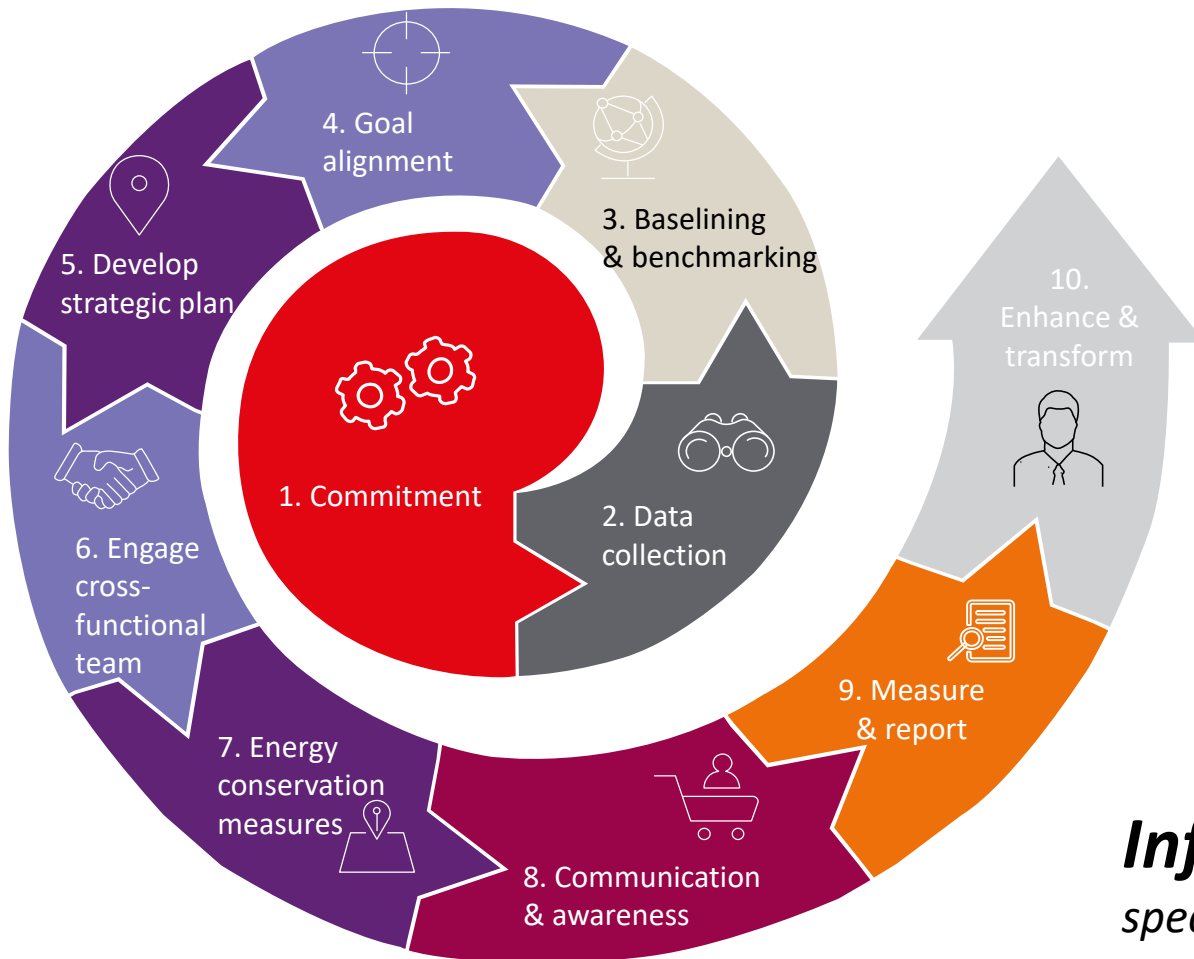 1. Commitment
2. Data
collection
3. Baselining
& benchmarking
4. Goal
alignment
5. Develop
strategic plan
6. Engage
cross-
functional
team
7. Energy
conservation
measures
8. Communication
& awareness
9. Measure
& report
10.
Enhance &
transform